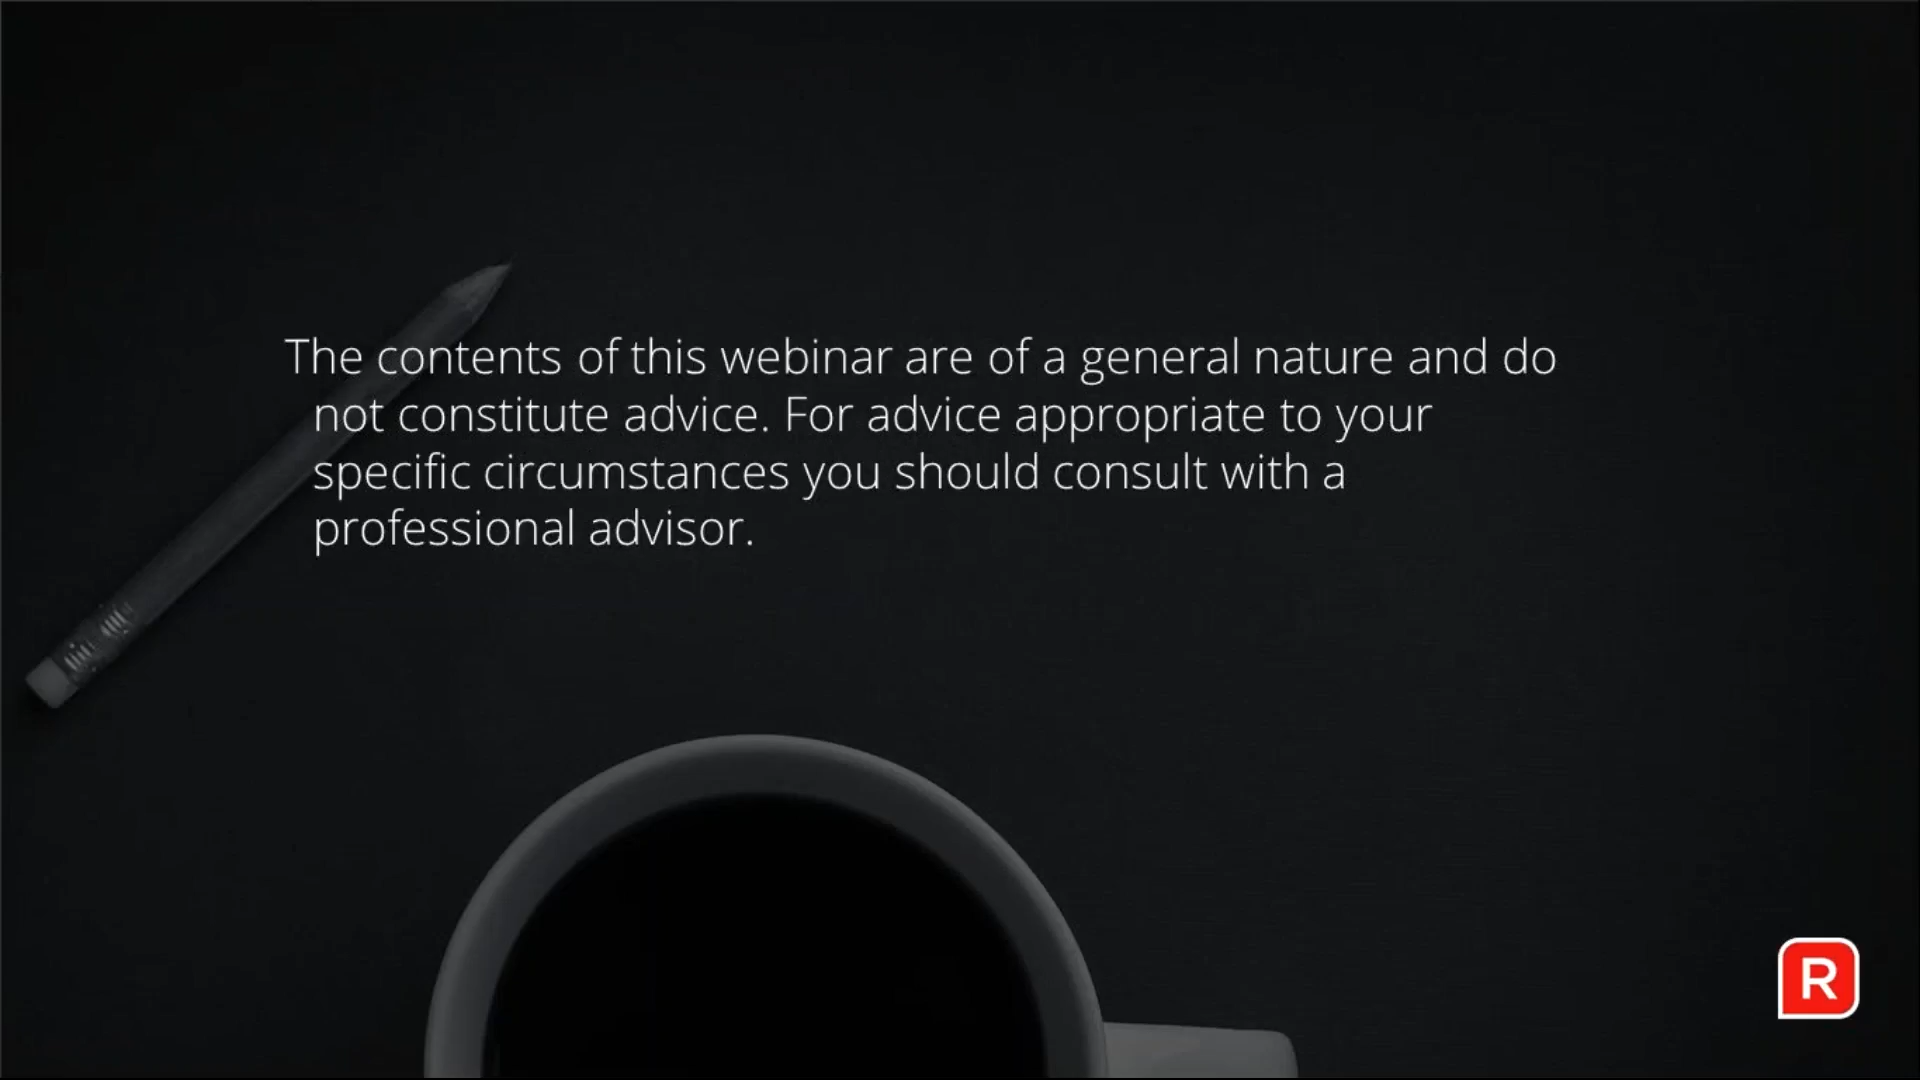 The contents of this webinar are of a general nature and do
not constitute advice. For advice appropriate to your
specific circumstances you should consult with a
professional advisor.
R